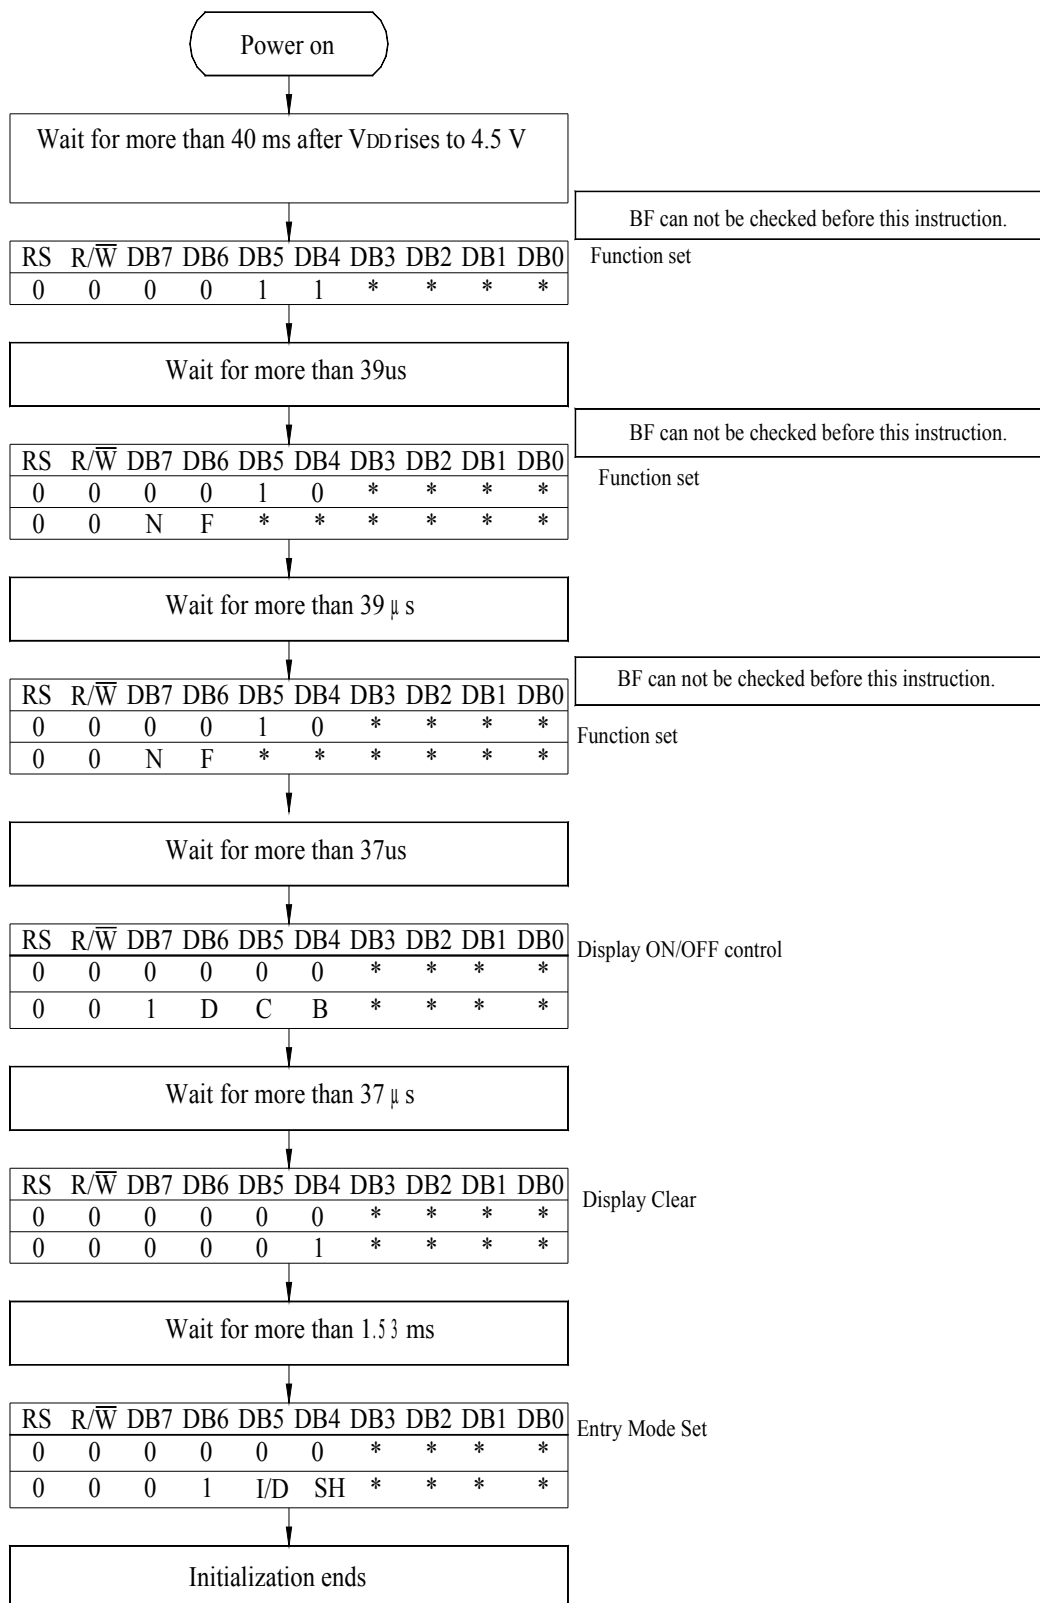 Power on
Wait for more than 40 ms after VDD rises to 4.5 V
BF can not be checked before this instruction.
RS R/W̅ DB7 DB6 DB5 DB4 DB3 DB2 DB1 DB0
Function set
0 0 0 0 1 1 * * * *
Wait for more than 39us
BF can not be checked before this instruction.
RS R/W̅ DB7 DB6 DB5 DB4 DB3 DB2 DB1 DB0
Function set
0 0 0 0 1 0 * * * *
0 0 N F * * * * * *
Wait for more than 39 μ s
BF can not be checked before this instruction.
RS R/W̅ DB7 DB6 DB5 DB4 DB3 DB2 DB1 DB0
0 0 0 0 1 0 * * * *
Function set
0 0 N F * * * * * *
Wait for more than 37us
RS R/W̅ DB7 DB6 DB5 DB4 DB3 DB2 DB1 DB0
Display ON/OFF control
0 0 0 0 0 0 * * * *
0 0 1 D C B * * * *
Wait for more than 37 μ s
RS R/W̅ DB7 DB6 DB5 DB4 DB3 DB2 DB1 DB0
Display Clear
0 0 0 0 0 0 * * * *
0 0 0 0 0 1 * * * *
Wait for more than 1.53 ms
RS R/W̅ DB7 DB6 DB5 DB4 DB3 DB2 DB1 DB0
Entry Mode Set
0 0 0 0 0 0 * * * *
0 0 0 1 I/D SH * * * *
Initialization ends